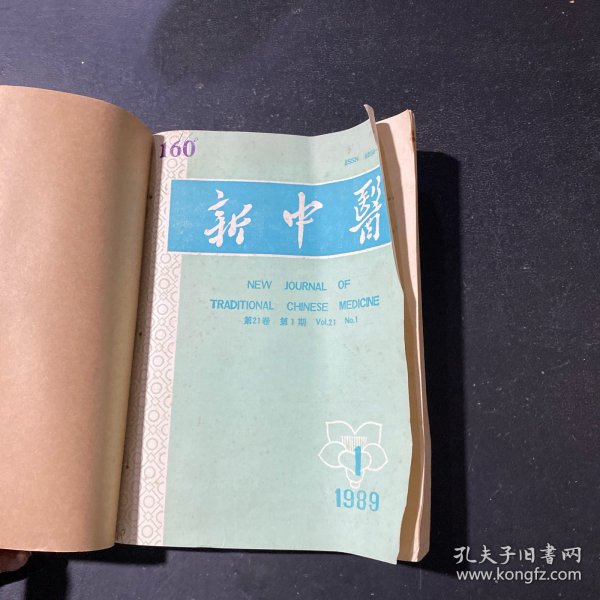 160
ISSN
新中醫
NEW JOURNAL OF
TRADITIONAL CHINESE MEDICINE
第21卷 第1期 Vol.21 No.1
1
1989
孔夫子旧书网
www.kongfz.com